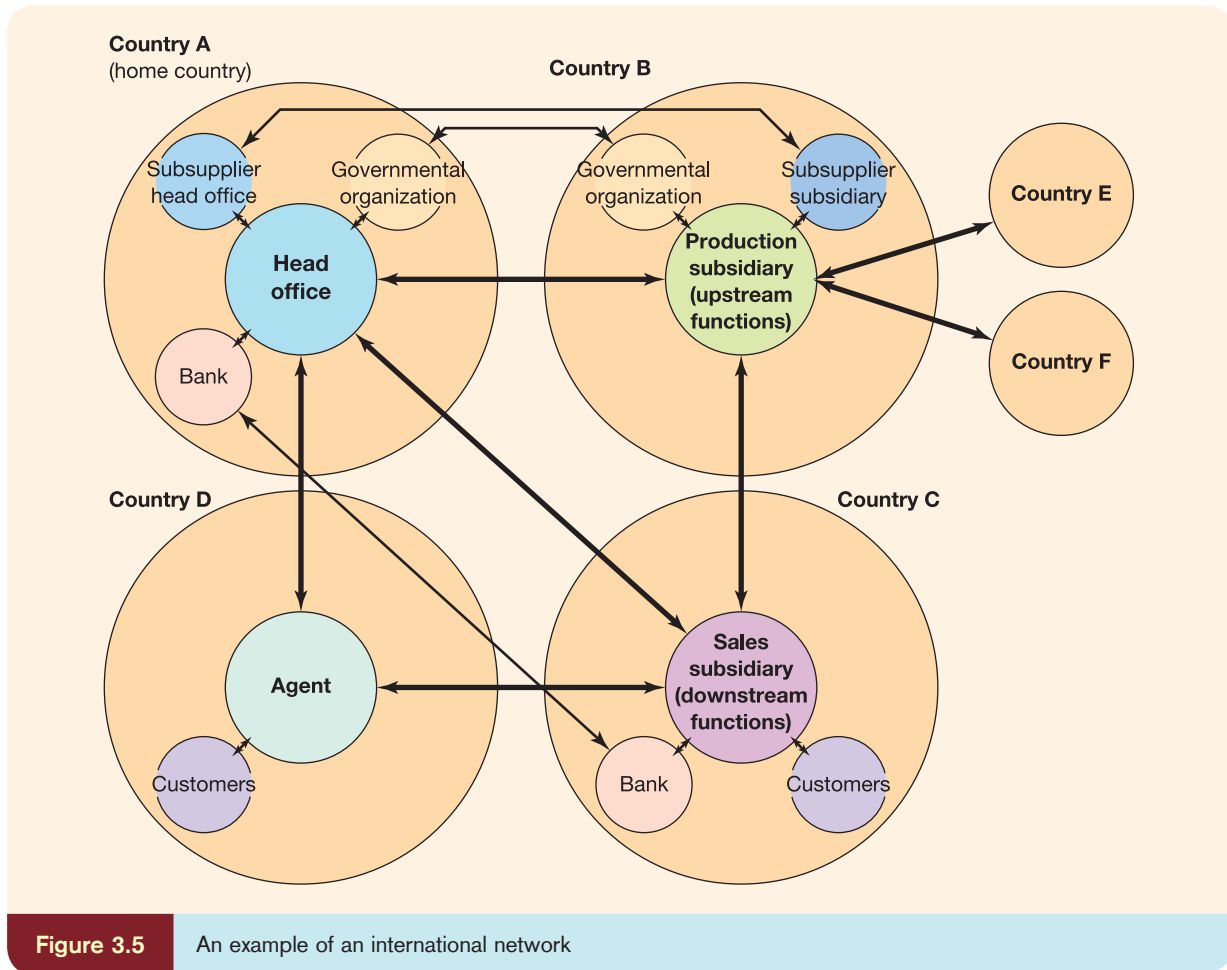 Country A
(home country)
Country B
Subsupplier
head office
Governmental
organization
Head
office
Bank
Governmental
organization
Subsupplier
subsidiary
Production
subsidiary
(upstream
functions)
Country E
Country F
Country D
Agent
Customers
Country C
Sales
subsidiary
(downstream
functions)
Bank
Customers
Figure 3.5
An example of an international network